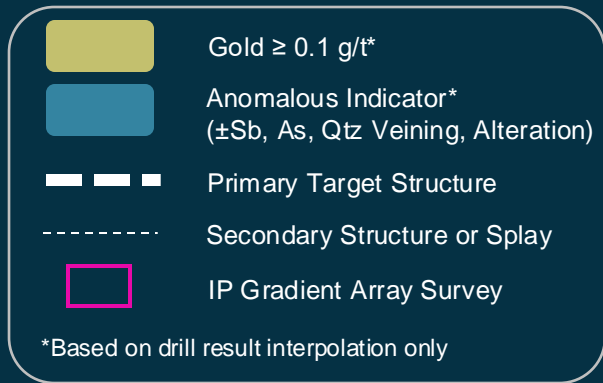 Gold ≥ 0.1 g/t*
Anomalous Indicator*
(±Sb, As, Qtz Veining, Alteration)
Primary Target Structure
Secondary Structure or Splay
IP Gradient Array Survey
*Based on drill result interpolation only